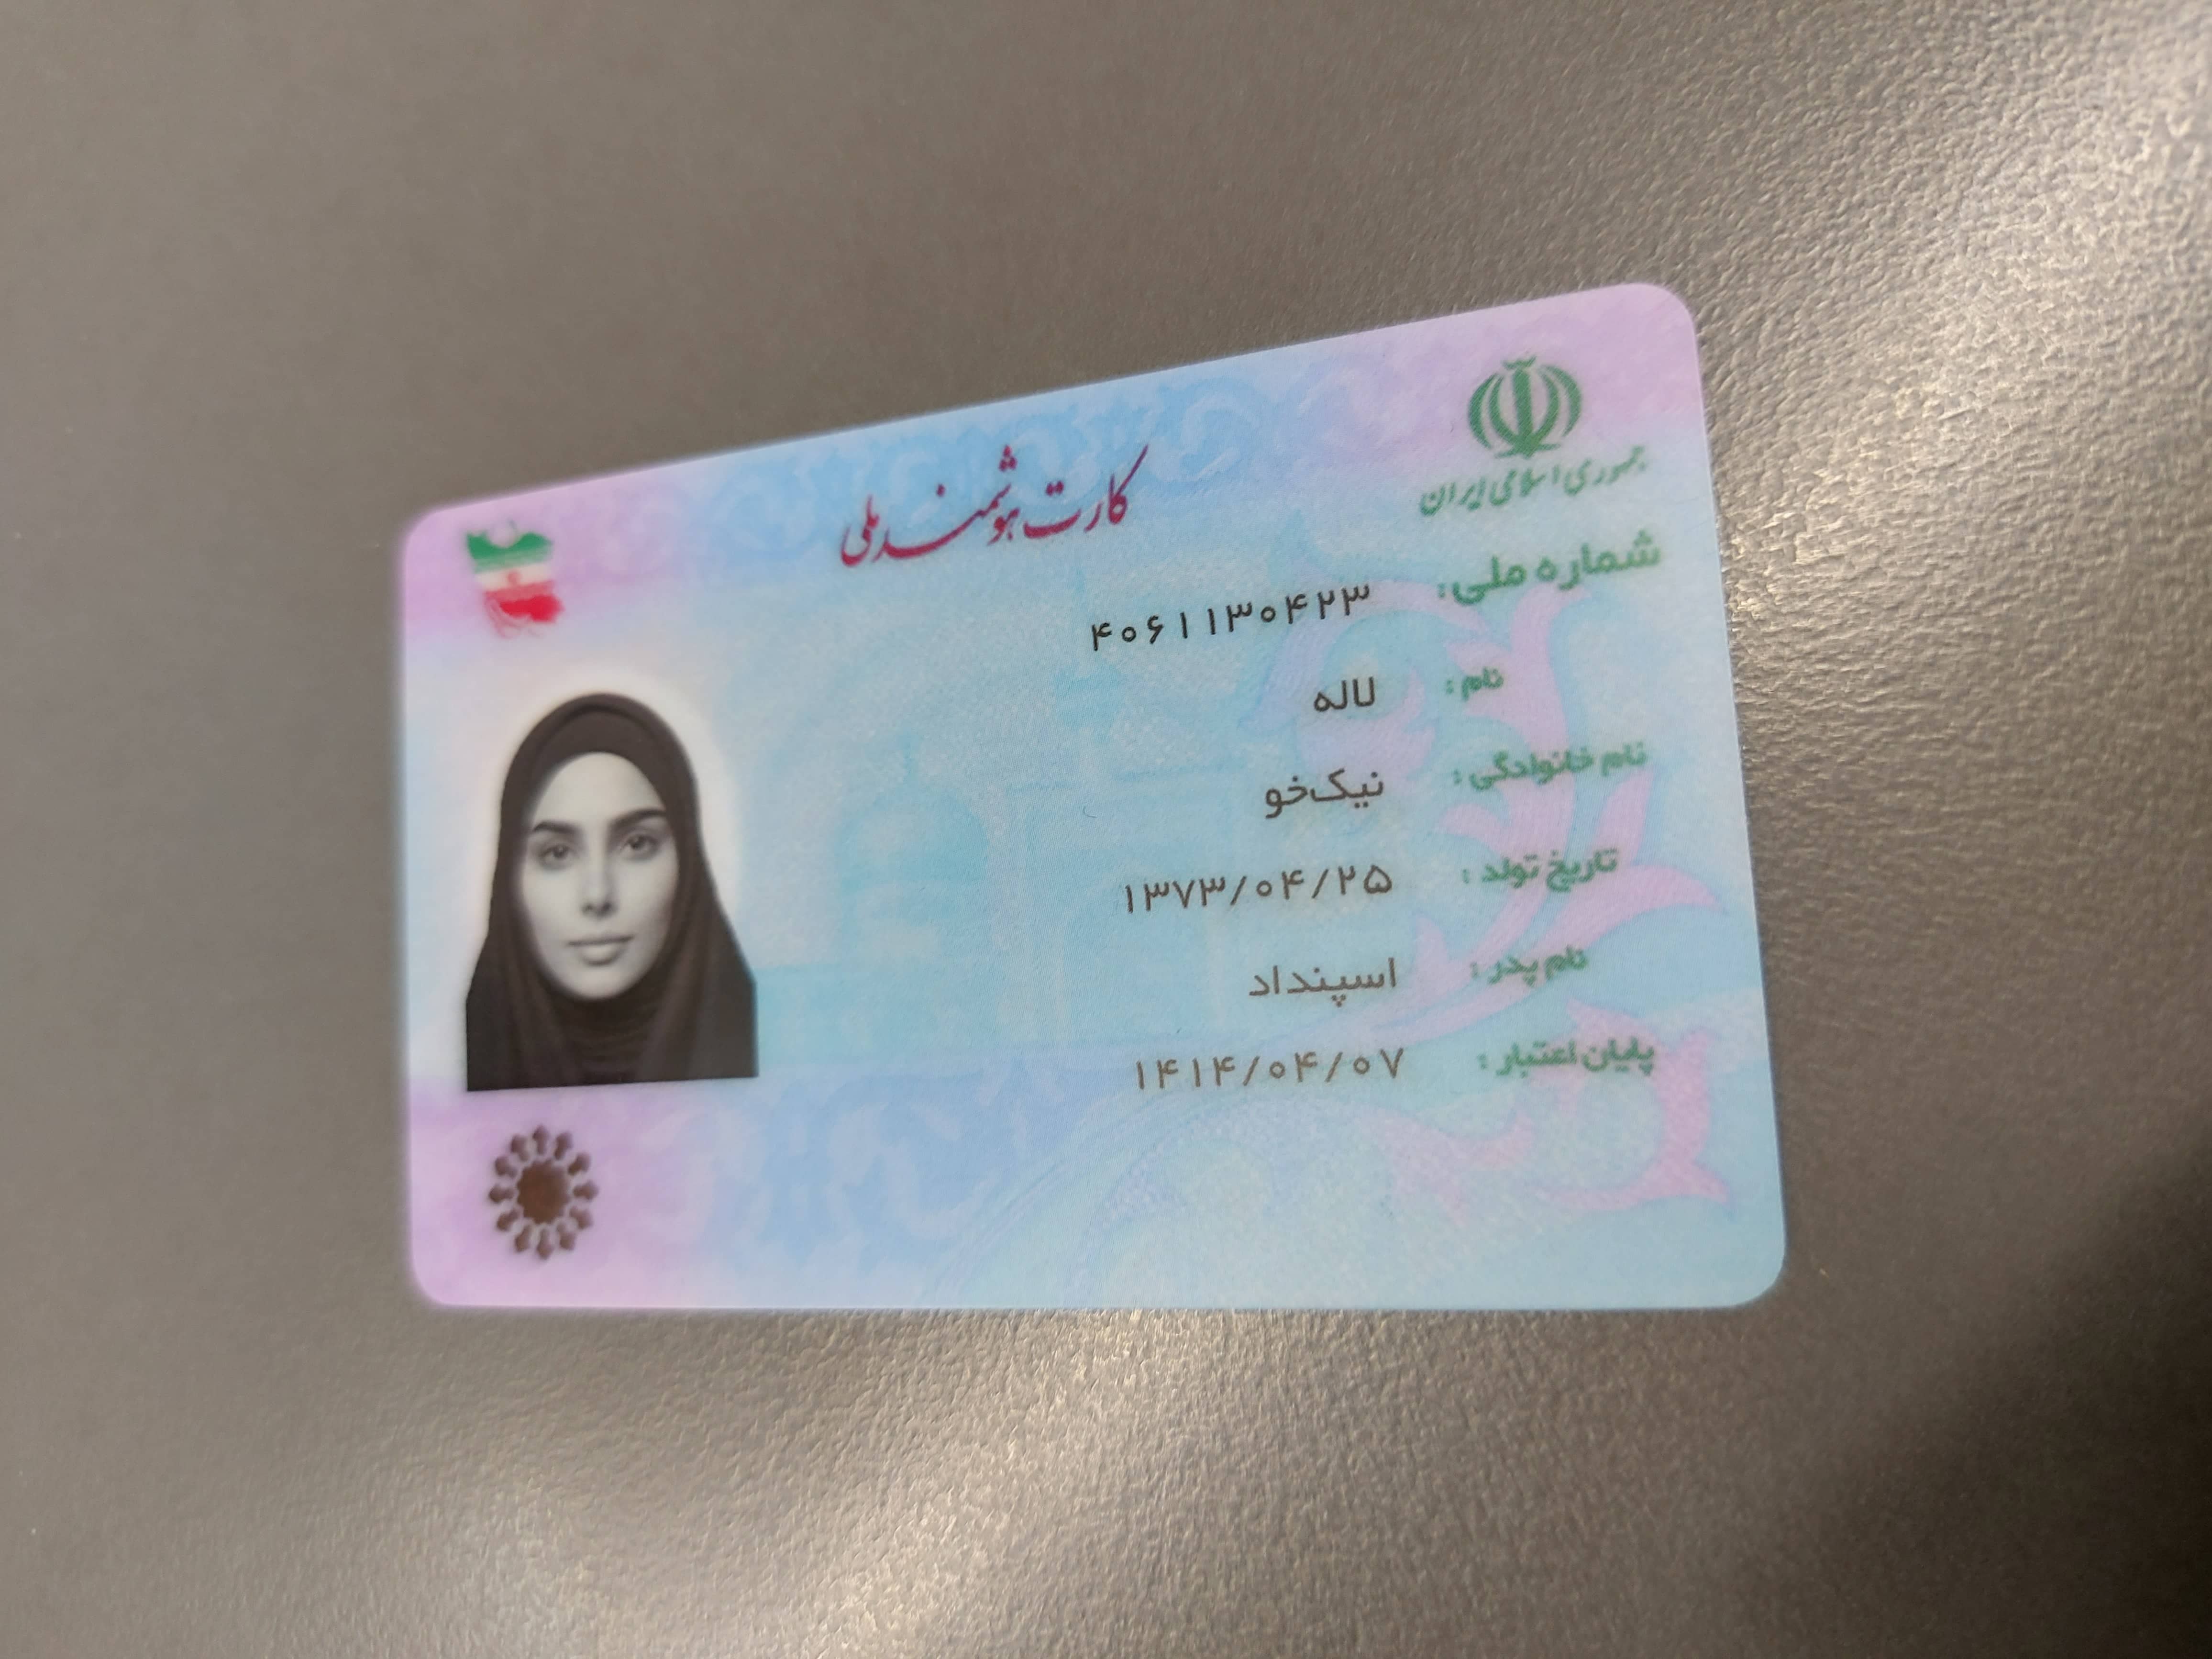 جمهوری اسلامی ایران
کارت هوشمند ملی
شماره ملی: ۴۰۶۱۱۳۰۴۲۳
نام: لاله
نام خانوادگی: نیک‌خو
تاریخ تولد: ۱۳۷۳/۰۴/۲۵
نام پدر: اسپنداد
پایان اعتبار: ۱۴۱۴/۰۴/۰۷